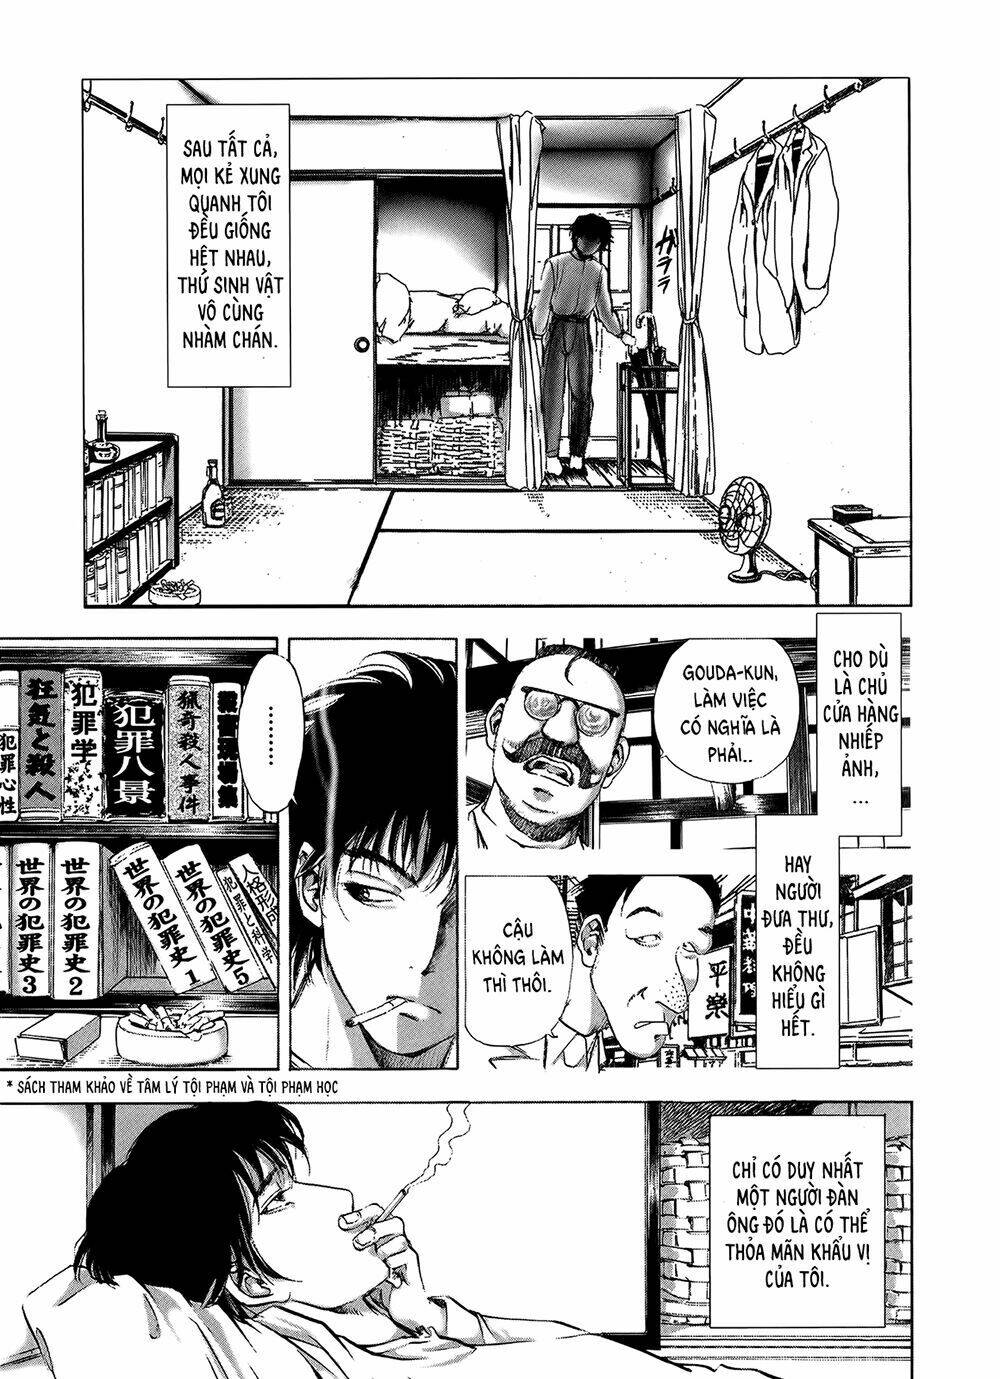 SAU TẤT CẢ,
MỌI KẺ XUNG
QUANH TÔI
ĐỀU GIỐNG
HỆT NHAU,
THỨ SINH VẬT
VÔ CÙNG
NHÀM CHÁN.
ガラ
CHO DÙ
LÀ CHỦ
CỬA HÀNG
NHIẾP
ẢNH,
...
GOUDA-KUN,
LÀM VIỆC
CÓ NGHĨA LÀ
PHẢI..
HAY
NGƯỜI
ĐƯA THƯ,
ĐỀU
KHÔNG
HIỂU GÌ
HẾT.
CẬU
KHÔNG LÀM
THÌ THÔI.
平樂
..........
猟奇殺人事件
犯罪八景
犯罪学
狂気と殺人
犯罪心性
人格形成
犯罪と科学
世界の犯罪史5
世界の犯罪史1
世界の犯罪史2
世界の犯罪史3
* SÁCH THAM KHẢO VỀ TÂM LÝ TỘI PHẠM VÀ TỘI PHẠM HỌC
CHỈ CÓ DUY NHẤT
MỘT NGƯỜI ĐÀN
ÔNG ĐÓ LÀ CÓ THỂ
THỎA MÃN KHẨU VỊ
CỦA TÔI.